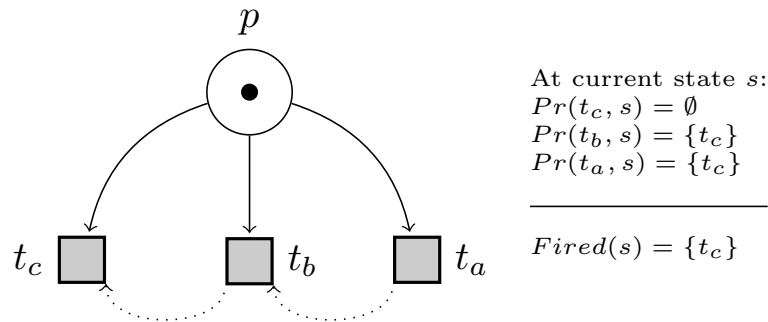 p
At current state s:
Pr(t_c, s) = ∅
Pr(t_b, s) = {t_c}
Pr(t_a, s) = {t_c}
Fired(s) = {t_c}
t_c
t_b
t_a